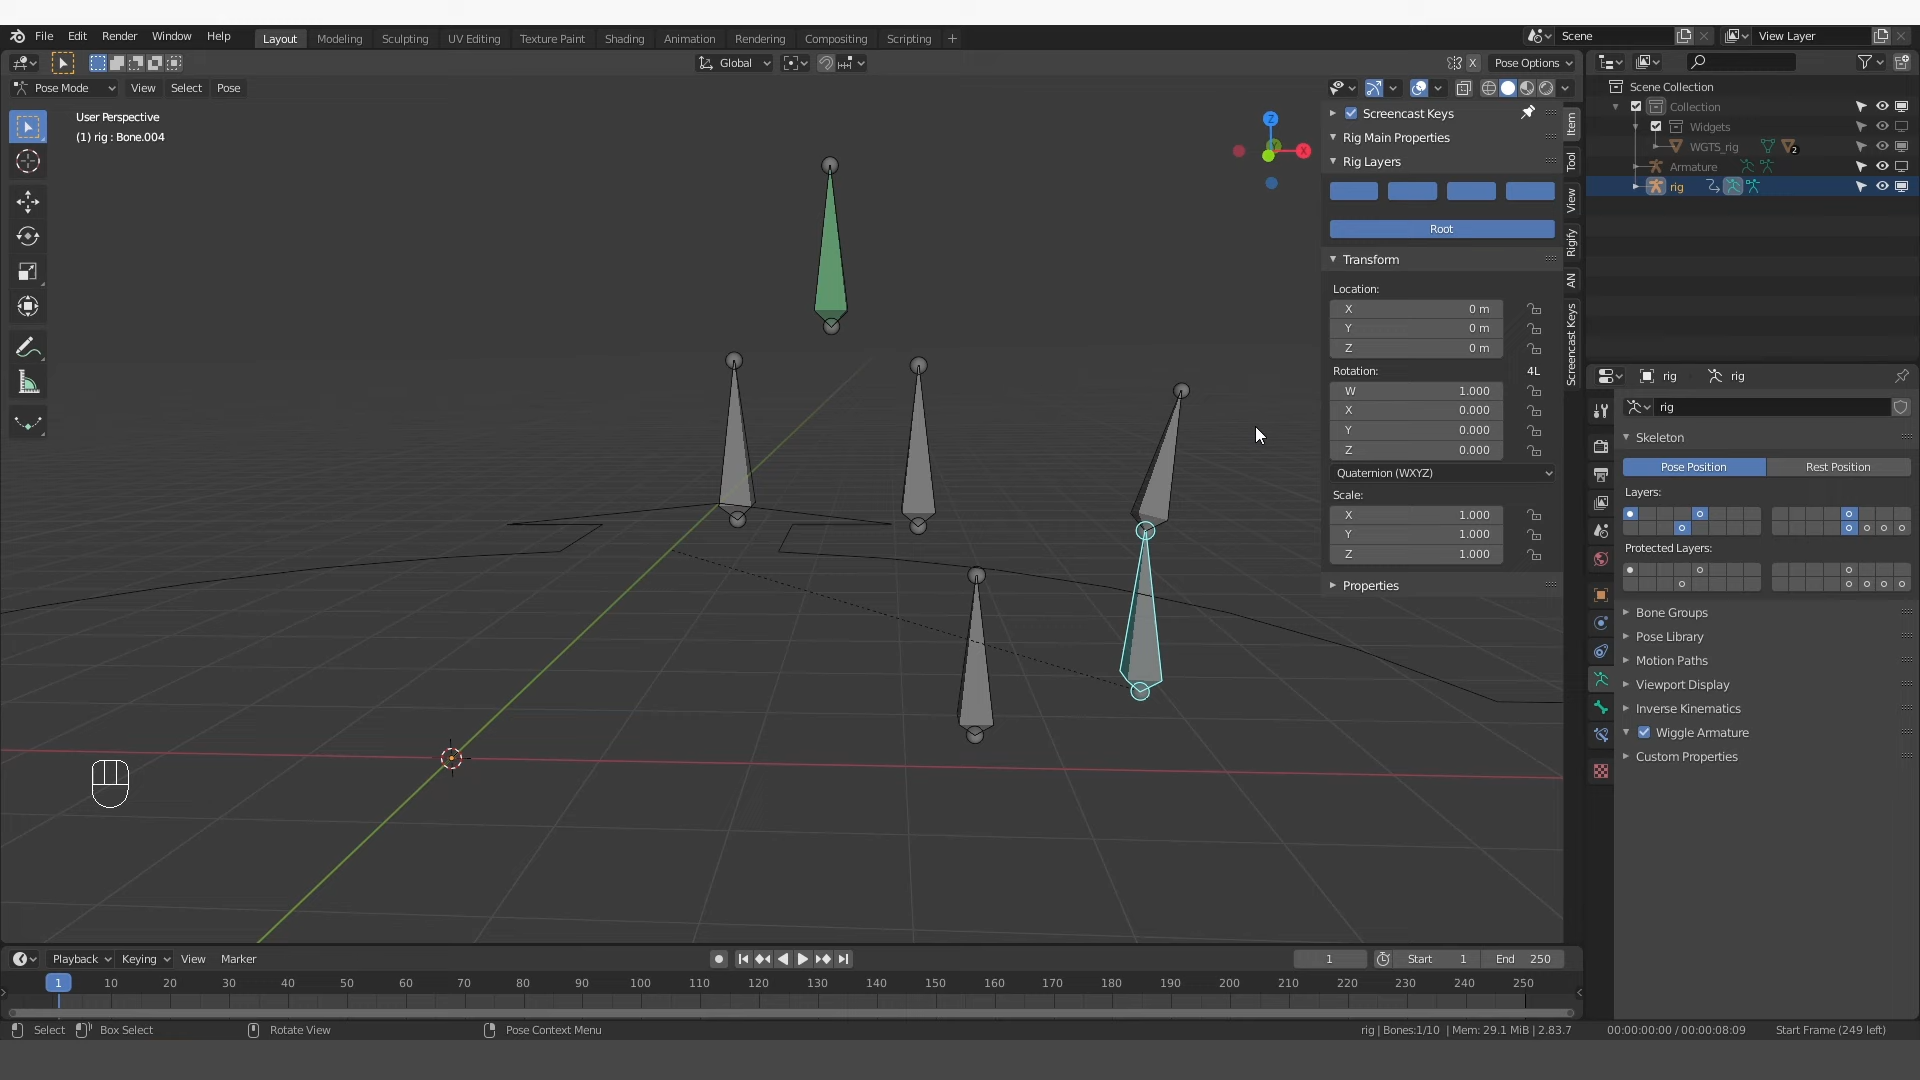 File Edit Render Window Help Layout Modeling Sculpting UV Editing Texture Paint Shading Animation Rendering Compositing Scripting + Scene View Layer
Global X Pose Options
Pose Mode View Select Pose
User Perspective
(1) rig : Bone.004
Z
X
Screencast Keys
Rig Main Properties
Rig Layers
Root
Transform
Location:
X 0 m
Y 0 m
Z 0 m
Rotation: 4L
W 1.000
X 0.000
Y 0.000
Z 0.000
Quaternion (WXYZ)
Scale:
X 1.000
Y 1.000
Z 1.000
Properties
Item
Tool
View
Rigify
AN
Screencast Keys
Scene Collection
Collection
Widgets
WGTS_rig 2
Armature
rig
rig rig
rig
Skeleton
Pose Position Rest Position
Layers:
Protected Layers:
Bone Groups
Pose Library
Motion Paths
Viewport Display
Inverse Kinematics
Wiggle Armature
Custom Properties
Playback Keying View Marker 1 Start 1 End 250
1 10 20 30 40 50 60 70 80 90 100 110 120 130 140 150 160 170 180 190 200 210 220 230 240 250
Select Box Select Rotate View Pose Context Menu rig | Bones:1/10 | Mem: 29.1 MiB | 2.83.7 00:00:00:00 / 00:00:08:09 Start Frame (249 left)